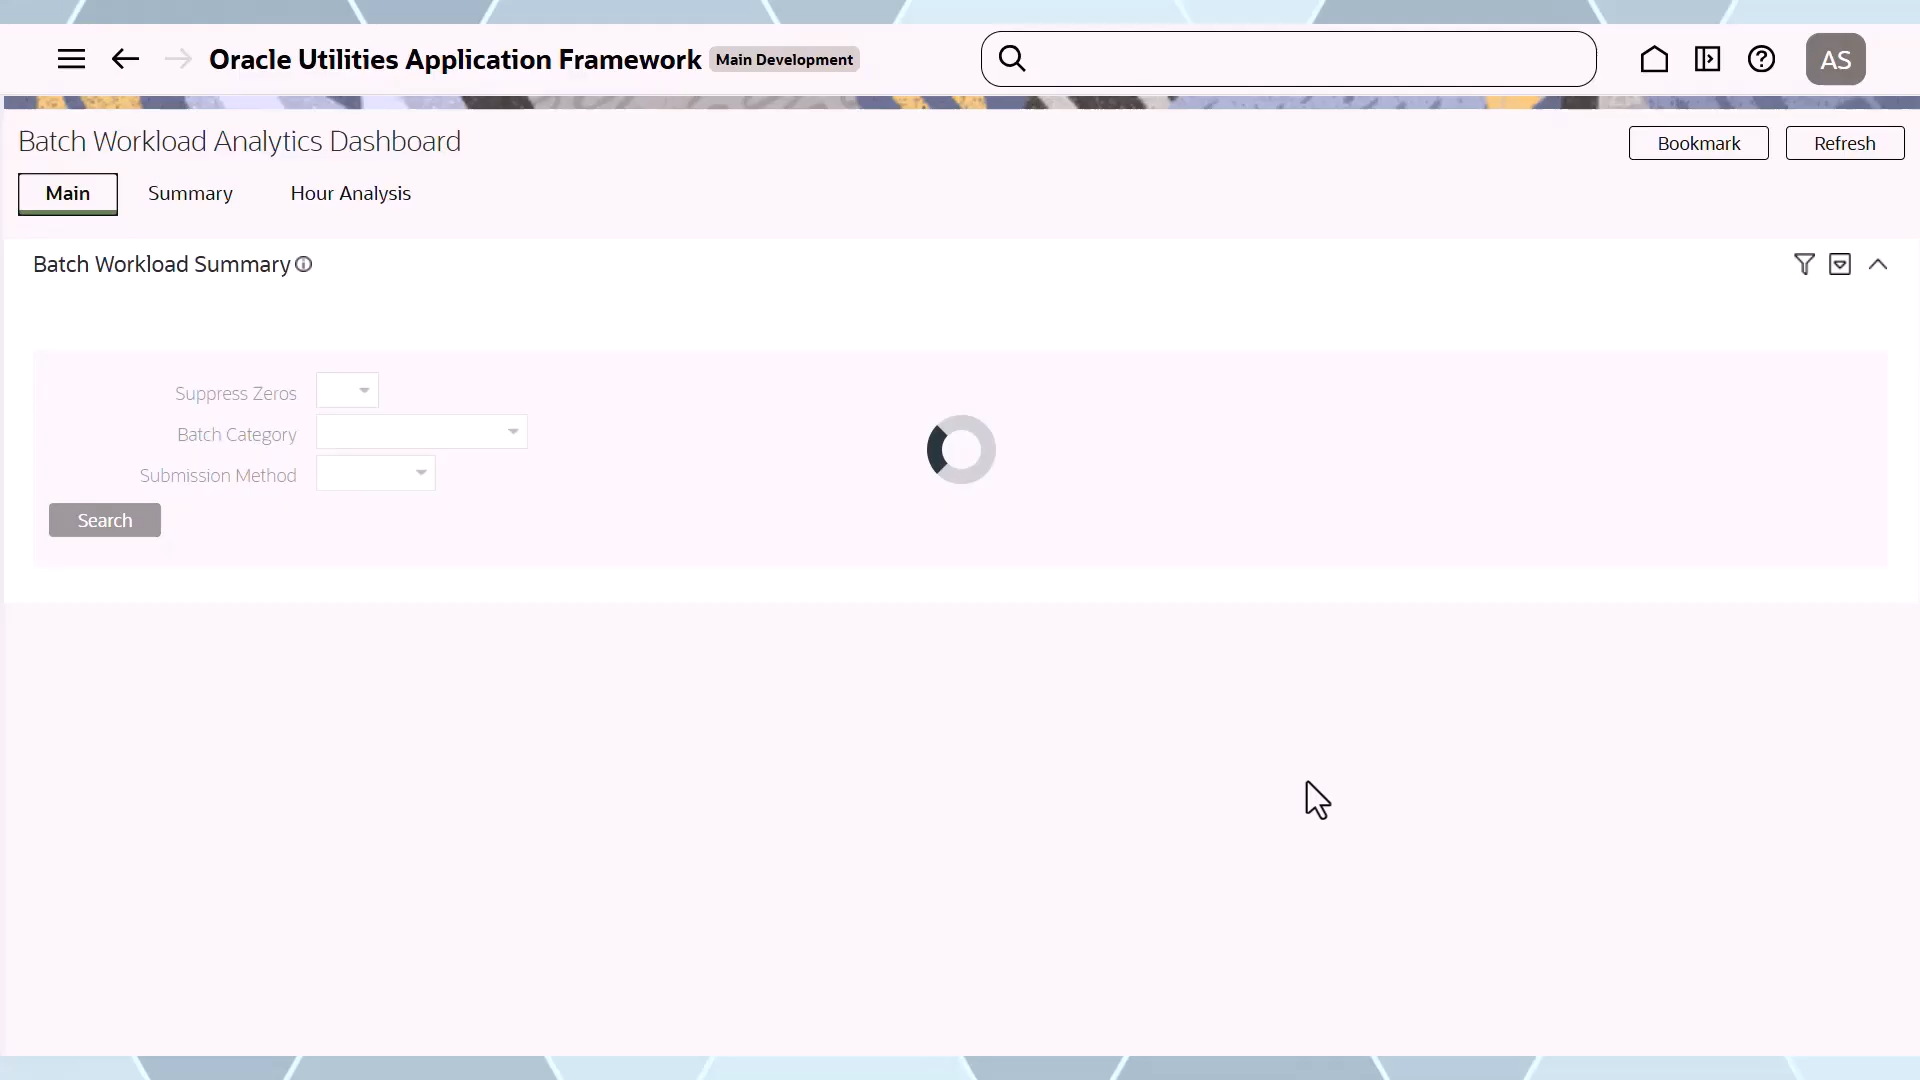 Oracle Utilities Application Framework Main Development
AS
Batch Workload Analytics Dashboard
Bookmark Refresh
Main Summary Hour Analysis
Batch Workload Summary
Suppress Zeros
Batch Category
Submission Method
Search